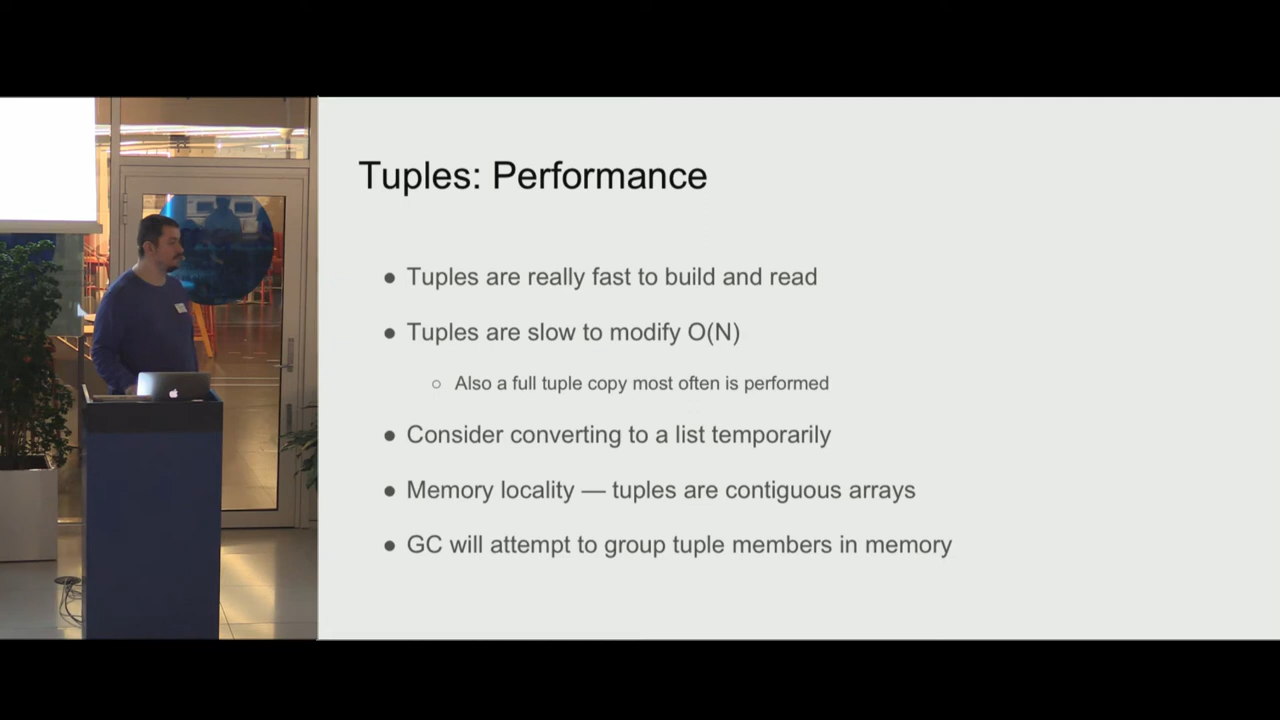 Tuples: Performance
● Tuples are really fast to build and read
● Tuples are slow to modify O(N)
○ Also a full tuple copy most often is performed
● Consider converting to a list temporarily
● Memory locality — tuples are contiguous arrays
● GC will attempt to group tuple members in memory